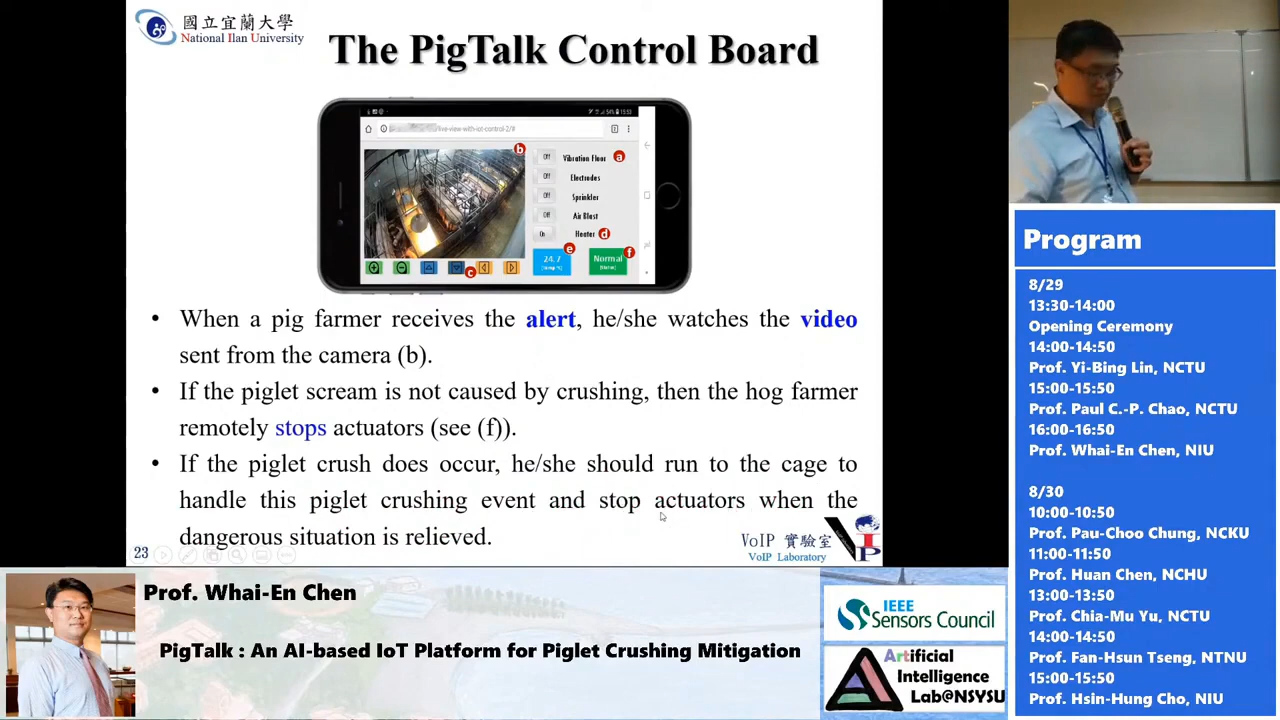 國立宜蘭大學
National Ilan University
The PigTalk Control Board
live-view-with-iot-control-2/#
b
Off Vibration Floor a
Off Electrodes
Off Sprinkler
Off Air Blast
On Heater d
e
f
24.7
Normal
c
• When a pig farmer receives the alert, he/she watches the video
sent from the camera (b).
• If the piglet scream is not caused by crushing, then the hog farmer
remotely stops actuators (see (f)).
• If the piglet crush does occur, he/she should run to the cage to
handle this piglet crushing event and stop actuators when the
dangerous situation is relieved.
23
VoIP 實驗室
VoIP Laboratory
VIP
Program
8/29
13:30-14:00
Opening Ceremony
14:00-14:50
Prof. Yi-Bing Lin, NCTU
15:00-15:50
Prof. Paul C.-P. Chao, NCTU
16:00-16:50
Prof. Whai-En Chen, NIU
8/30
10:00-10:50
Prof. Pau-Choo Chung, NCKU
11:00-11:50
Prof. Huan Chen, NCHU
13:00-13:50
Prof. Chia-Mu Yu, NCTU
14:00-14:50
Prof. Fan-Hsun Tseng, NTNU
15:00-15:50
Prof. Hsin-Hung Cho, NIU
Prof. Whai-En Chen
PigTalk : An AI-based IoT Platform for Piglet Crushing Mitigation
IEEE
Sensors Council
Artificial
Intelligence
Lab@NSYSU